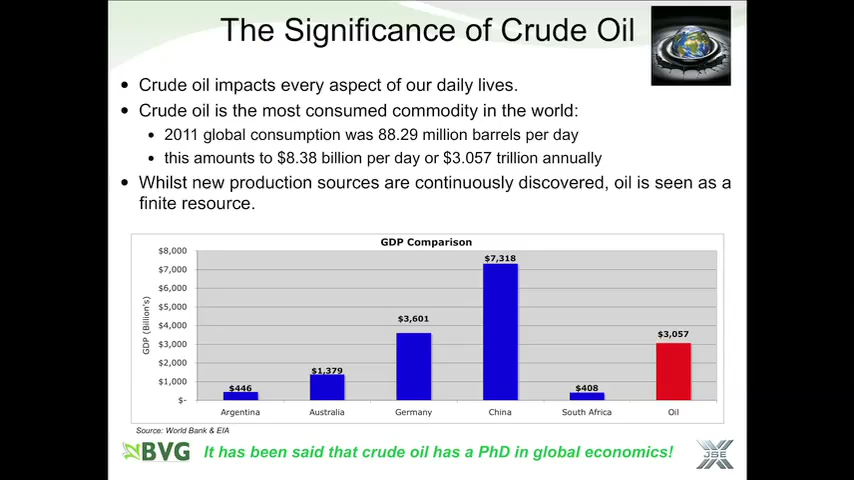 The Significance of Crude Oil
• Crude oil impacts every aspect of our daily lives.
• Crude oil is the most consumed commodity in the world:
• 2011 global consumption was 88.29 million barrels per day
• this amounts to $8.38 billion per day or $3.057 trillion annually
• Whilst new production sources are continuously discovered, oil is seen as a
finite resource.
GDP Comparison
GDP (Billion's)
$8,000
$7,000
$6,000
$5,000
$4,000
$3,000
$2,000
$1,000
$-
$446
$1,379
$3,601
$7,318
$408
$3,057
Argentina
Australia
Germany
China
South Africa
Oil
Source: World Bank & EIA
BVG
It has been said that crude oil has a PhD in global economics!
JSE